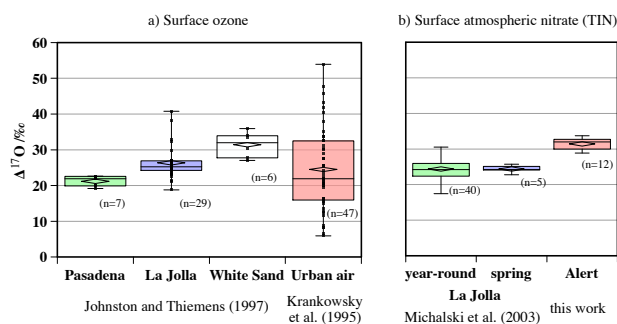 a) Surface ozone
b) Surface atmospheric nitrate (TIN)
Δ¹⁷O /‰
60
50
40
30
20
10
0
(n=7)
(n=29)
(n=6)
(n=47)
(n=40)
(n=5)
(n=12)
Pasadena La Jolla White Sand Urban air
Johnston and Thiemens (1997)
Krankowsky
et al. (1995)
year-round spring Alert
La Jolla
Michalski et al. (2003)
this work